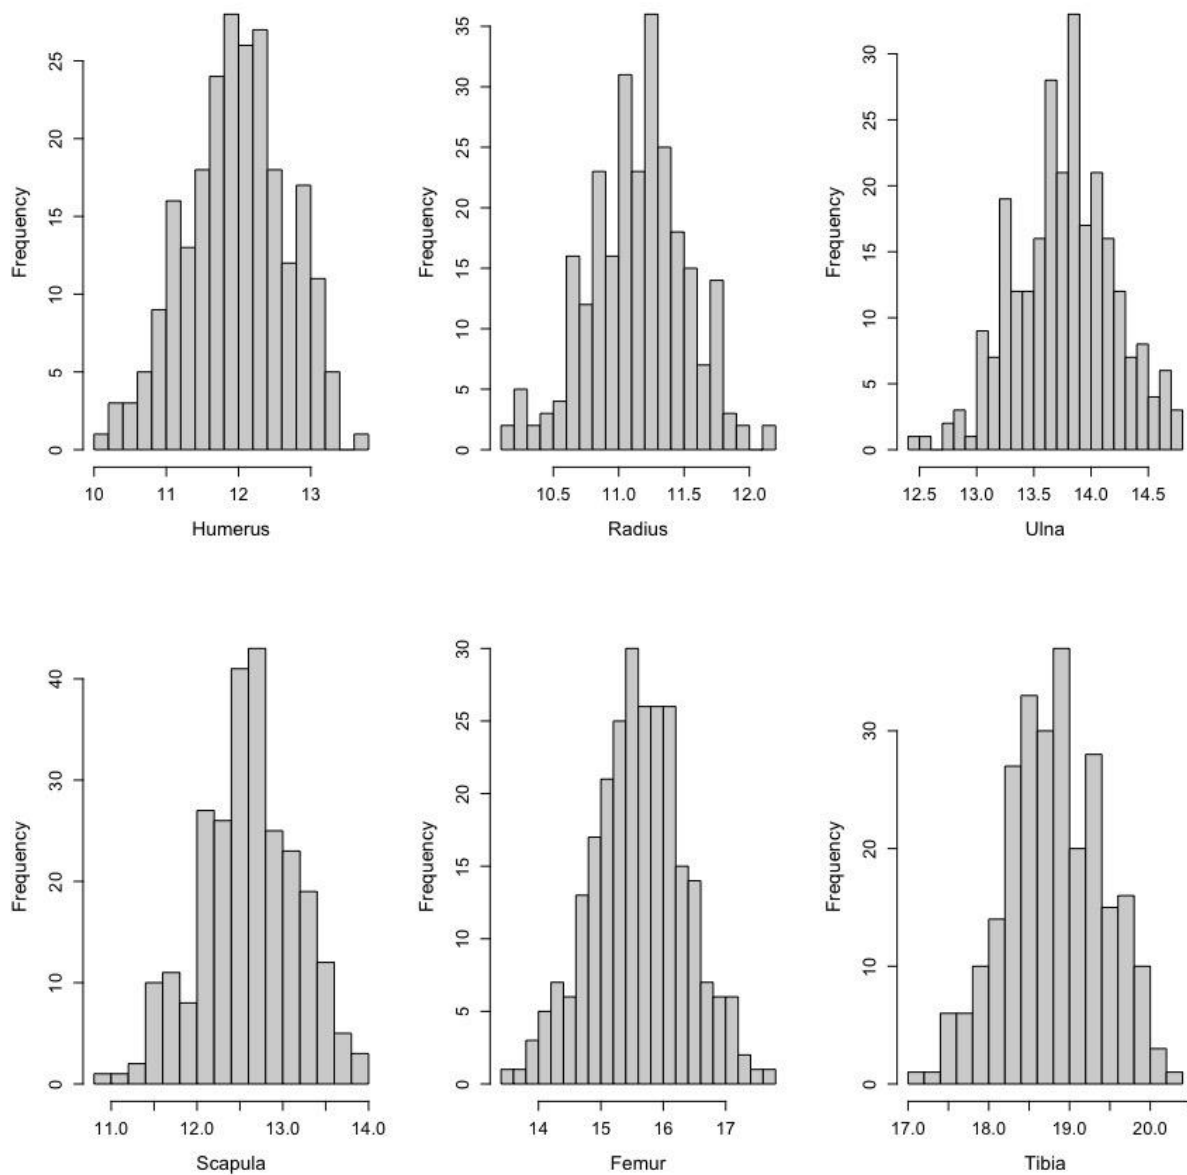 Frequency
0 5 10 15 20 25
10 11 12 13
Humerus
Frequency
0 5 10 15 20 25 30 35
10.5 11.0 11.5 12.0
Radius
Frequency
0 5 10 15 20 25 30
12.5 13.0 13.5 14.0 14.5
Ulna
Frequency
0 10 20 30 40
11.0 12.0 13.0 14.0
Scapula
Frequency
0 5 10 15 20 25 30
14 15 16 17
Femur
Frequency
0 10 20 30
17.0 18.0 19.0 20.0
Tibia